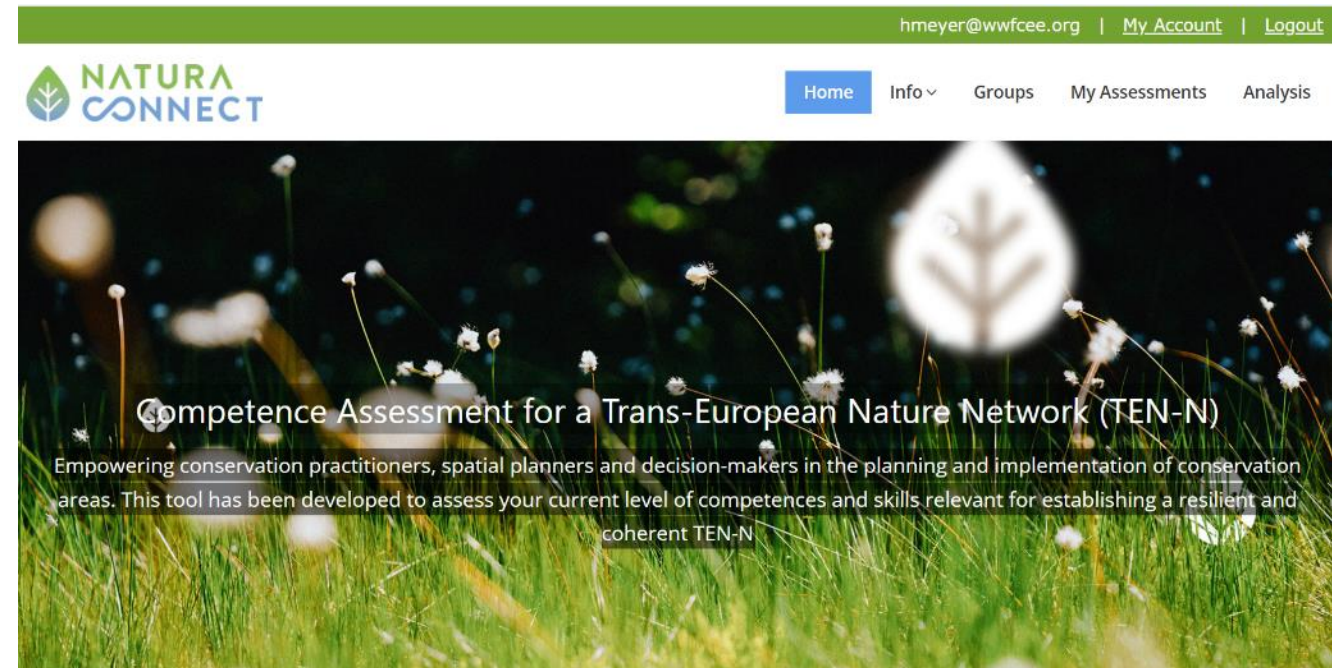 hmeyer@wwfcee.org | My Account | Logout
NATURA
CONNECT
Home Info Groups My Assessments Analysis
Competence Assessment for a Trans-European Nature Network (TEN-N)
Empowering conservation practitioners, spatial planners and decision-makers in the planning and implementation of conservation
areas. This tool has been developed to assess your current level of competences and skills relevant for establishing a resilient and
coherent TEN-N